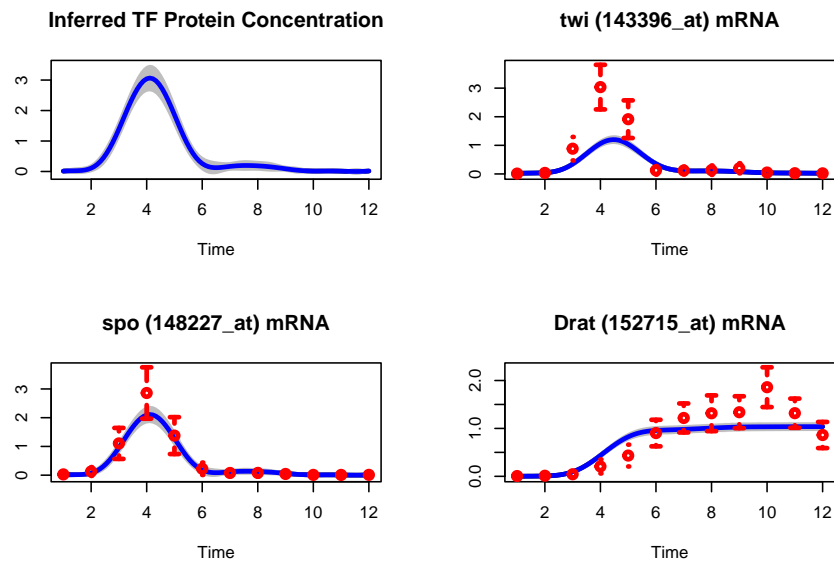 Inferred TF Protein Concentration
3
2
1
0
2 4 6 8 10 12
Time
twi (143396_at) mRNA
3
2
1
0
2 4 6 8 10 12
Time
spo (148227_at) mRNA
3
2
1
0
2 4 6 8 10 12
Time
Drat (152715_at) mRNA
2.0
1.0
0.0
2 4 6 8 10 12
Time